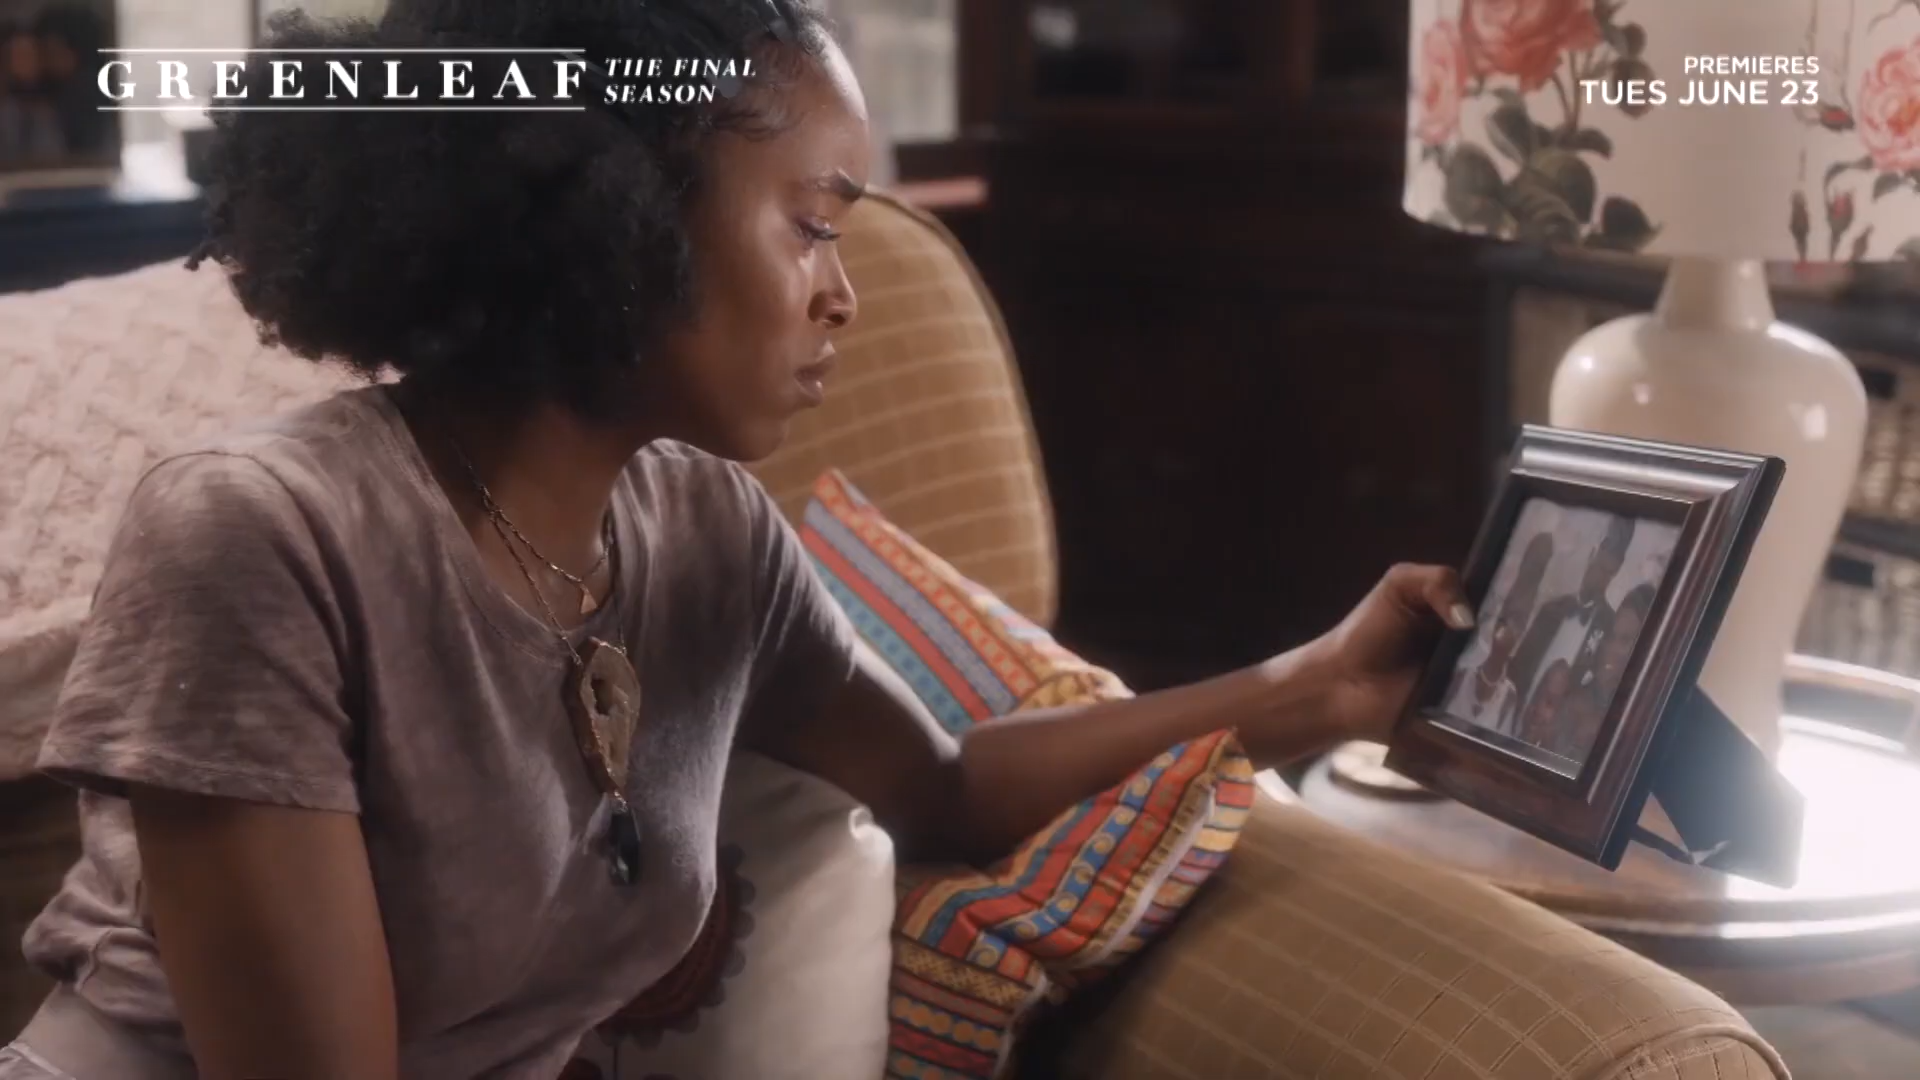 GREENLEAF
THE FINAL
SEASON
PREMIERES
TUES JUNE 23